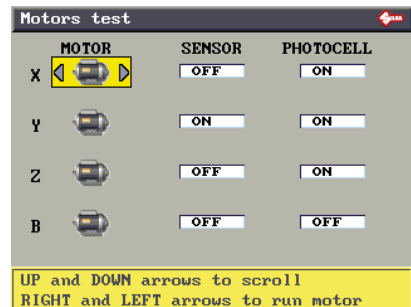 Motors test
MOTOR SENSOR PHOTOCELL
X OFF ON
Y ON ON
Z OFF ON
B OFF OFF
UP and DOWN arrows to scroll
RIGHT and LEFT arrows to run motor